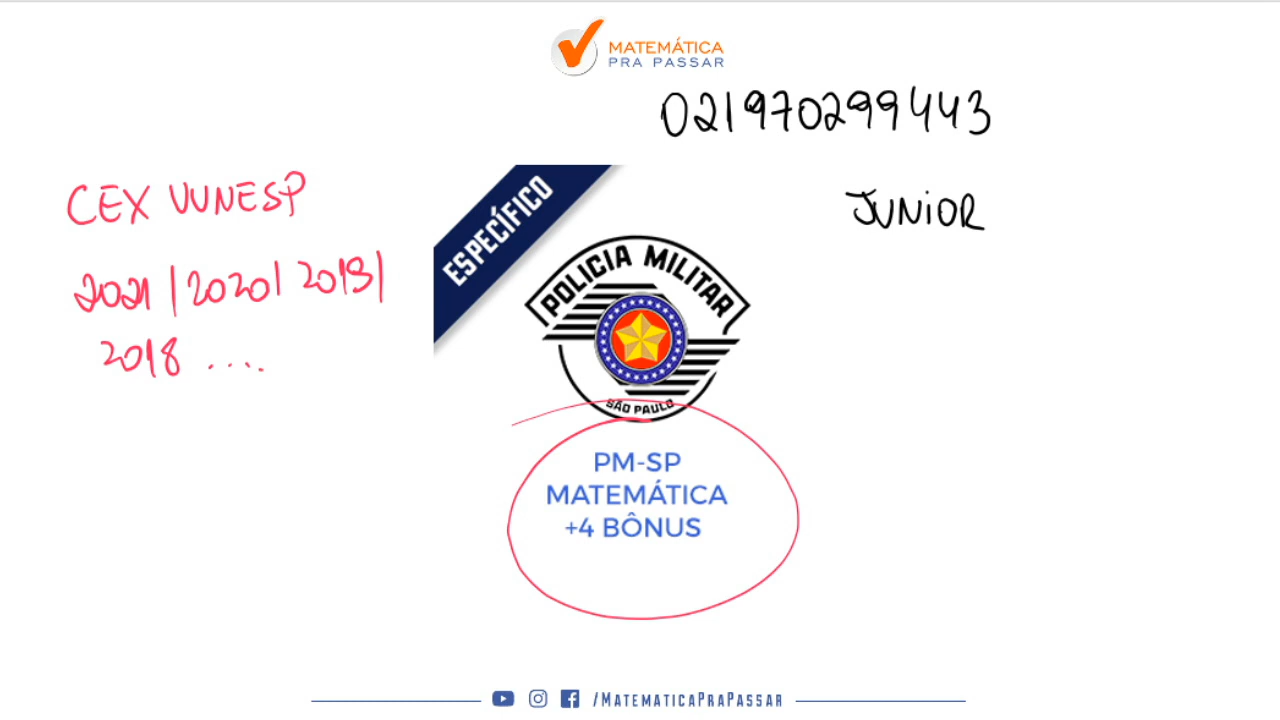 MATEMÁTICA
PRA PASSAR
021970299443
JUNIOR
CEX VUNESP
2021 | 2020 | 2019 |
2018 ....
ESPECÍFICO
POLICIA MILITAR
SÃO PAULO
PM-SP
MATEMÁTICA
+4 BÔNUS
/MATEMATICAPRAPASSAR